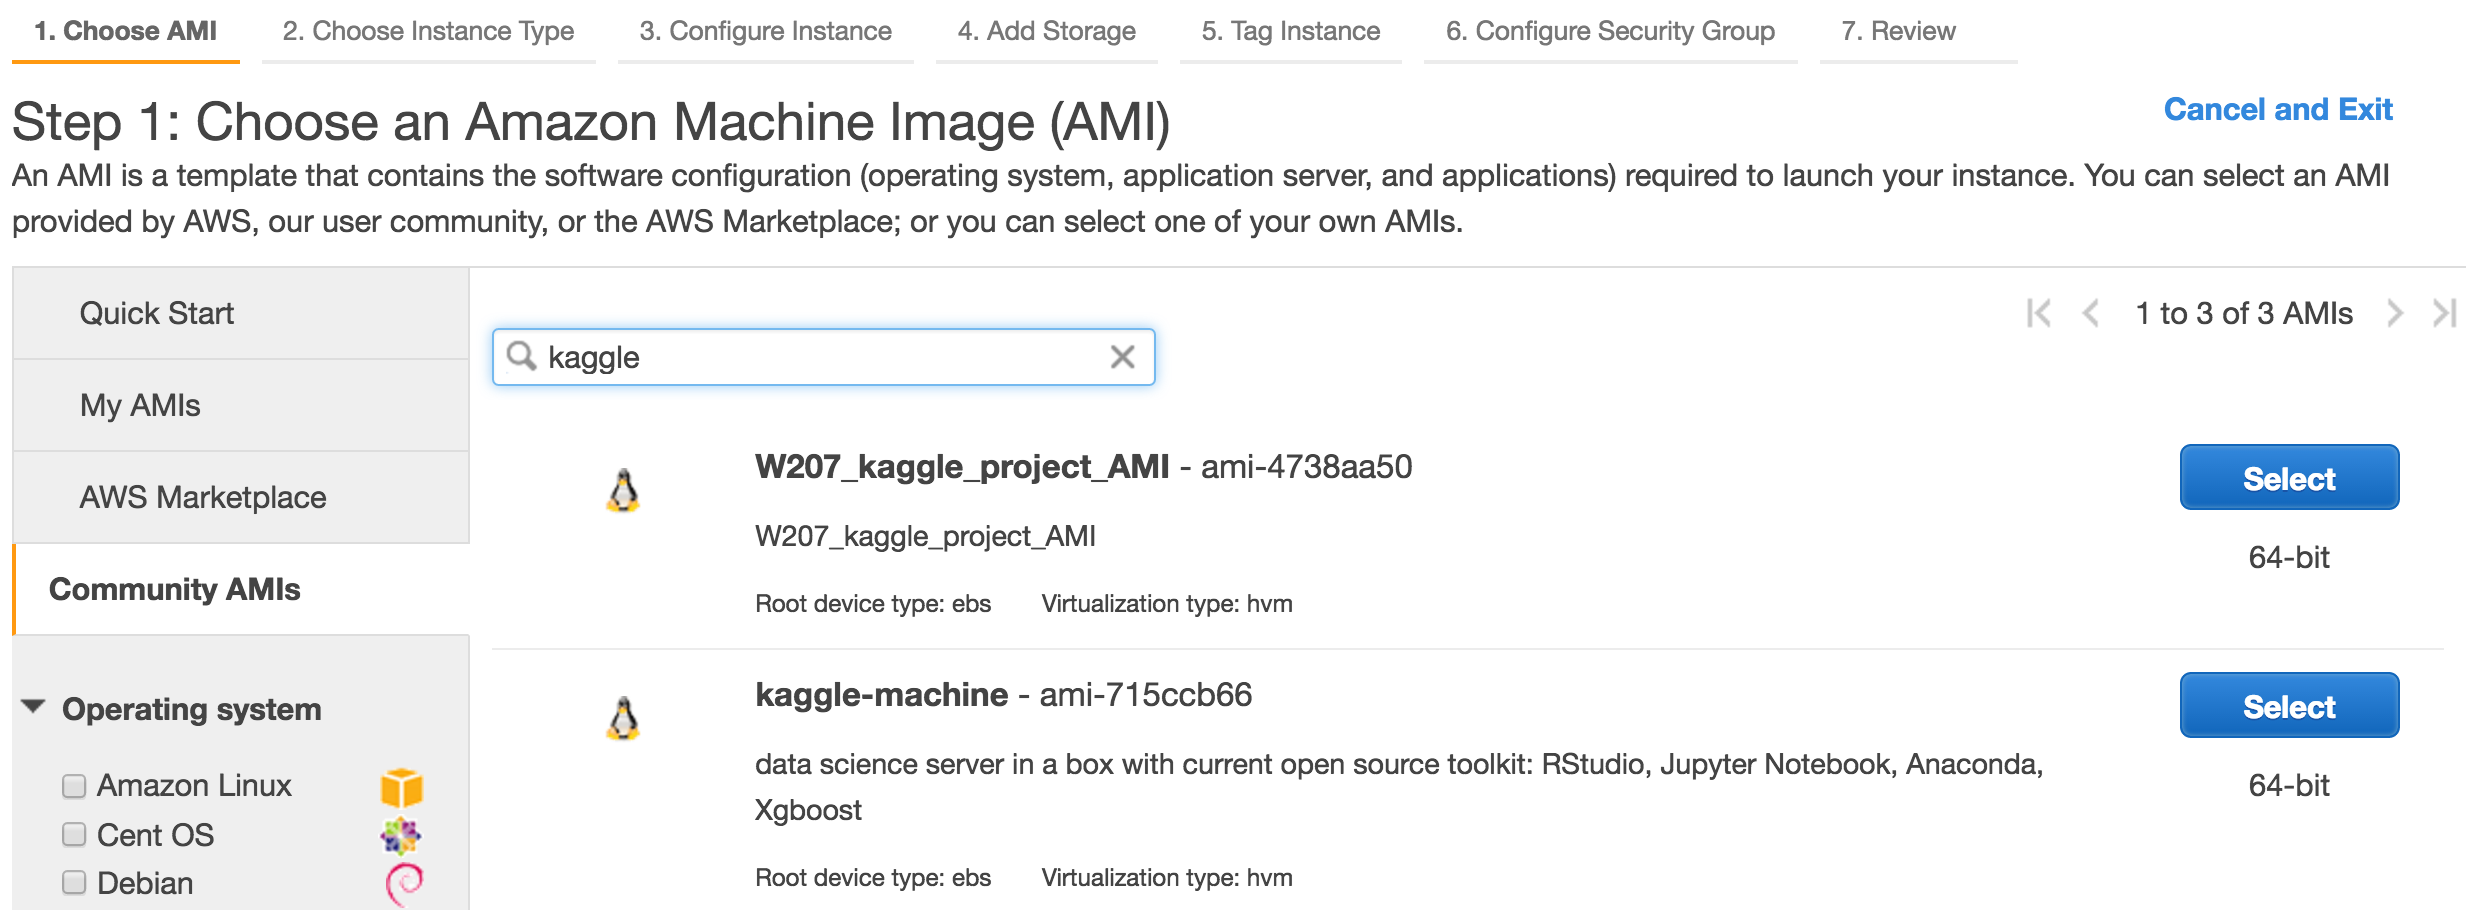 1. Choose AMI 2. Choose Instance Type 3. Configure Instance 4. Add Storage 5. Tag Instance 6. Configure Security Group 7. Review
Step 1: Choose an Amazon Machine Image (AMI)
Cancel and Exit
An AMI is a template that contains the software configuration (operating system, application server, and applications) required to launch your instance. You can select an AMI
provided by AWS, our user community, or the AWS Marketplace; or you can select one of your own AMIs.
Quick Start
My AMIs
AWS Marketplace
Community AMIs
Operating system
Amazon Linux
Cent OS
Debian
1 to 3 of 3 AMIs
kaggle
W207_kaggle_project_AMI - ami-4738aa50
Select
W207_kaggle_project_AMI
64-bit
Root device type: ebs Virtualization type: hvm
kaggle-machine - ami-715ccb66
Select
data science server in a box with current open source toolkit: RStudio, Jupyter Notebook, Anaconda,
Xgboost
64-bit
Root device type: ebs Virtualization type: hvm